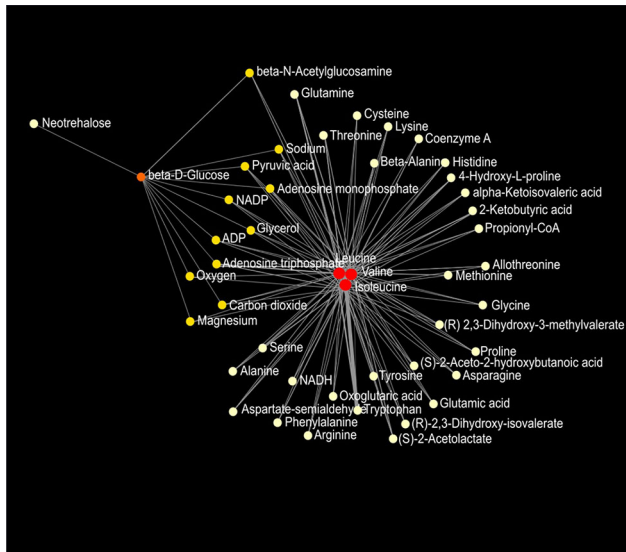 beta-N-Acetylglucosamine
Glutamine
Neotrehalose
Cysteine
Lysine
Threonine
Coenzyme A
Sodium
Pyruvic acid
Beta-Alanin
Histidine
beta-D-Glucose
4-Hydroxy-L-proline
Adenosine monophosphate
alpha-Ketoisovaleric acid
NADP
2-Ketobutyric acid
Glycerol
Propionyl-CoA
ADP
Leucine
Adenosine triphosphate
Allothreonine
Valine
Oxygen
Methionine
Isoleucine
Carbon dioxide
Glycine
Magnesium
(R) 2,3-Dihydroxy-3-methylvalerate
Serine
Proline
(S)-2-Aceto-2-hydroxybutanoic acid
Alanine
Tyrosine
Asparagine
NADH
Oxoglutaric acid
Glutamic acid
Aspartate-semialdehyde
Tryptophan
Phenylalanine
(R)-2,3-Dihydroxy-isovalerate
Arginine
(S)-2-Acetolactate